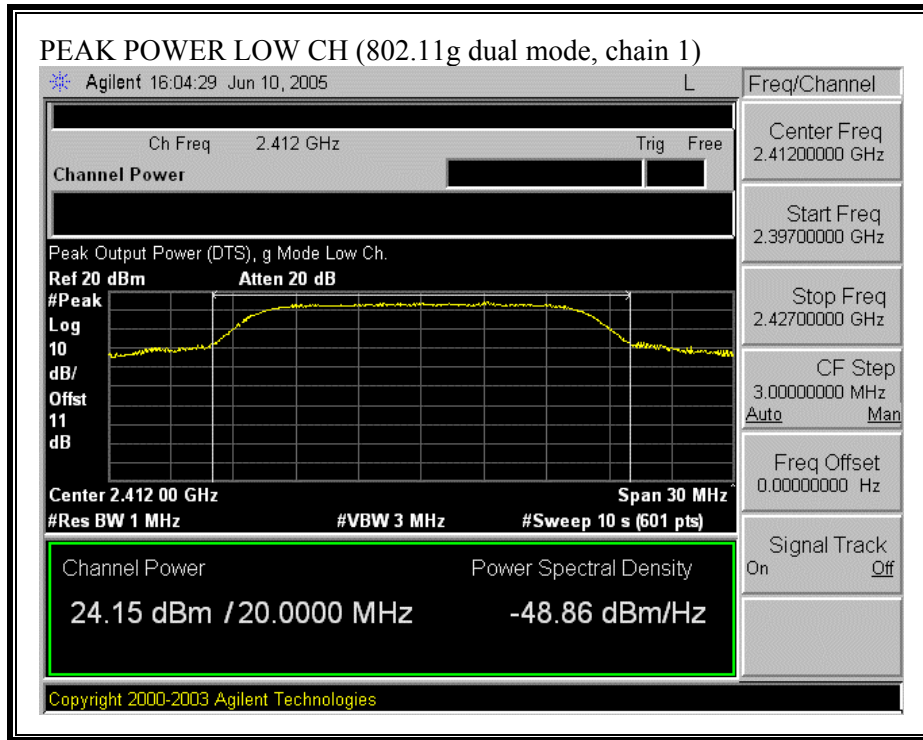 PEAK POWER LOW CH (802.11g dual mode, chain 1)
Agilent 16:04:29 Jun 10, 2005 L
Freq/Channel
Ch Freq 2.412 GHz Trig Free
Channel Power
Peak Output Power (DTS), g Mode Low Ch.
Ref 20 dBm Atten 20 dB
#Peak
Log
10
dB/
Offst
11
dB
Center 2.412 00 GHz Span 30 MHz
#Res BW 1 MHz #VBW 3 MHz #Sweep 10 s (601 pts)
Channel Power Power Spectral Density
24.15 dBm / 20.0000 MHz -48.86 dBm/Hz
Copyright 2000-2003 Agilent Technologies
Center Freq
2.41200000 GHz
Start Freq
2.39700000 GHz
Stop Freq
2.42700000 GHz
CF Step
3.00000000 MHz
Auto Man
Freq Offset
0.00000000 Hz
Signal Track
On Off